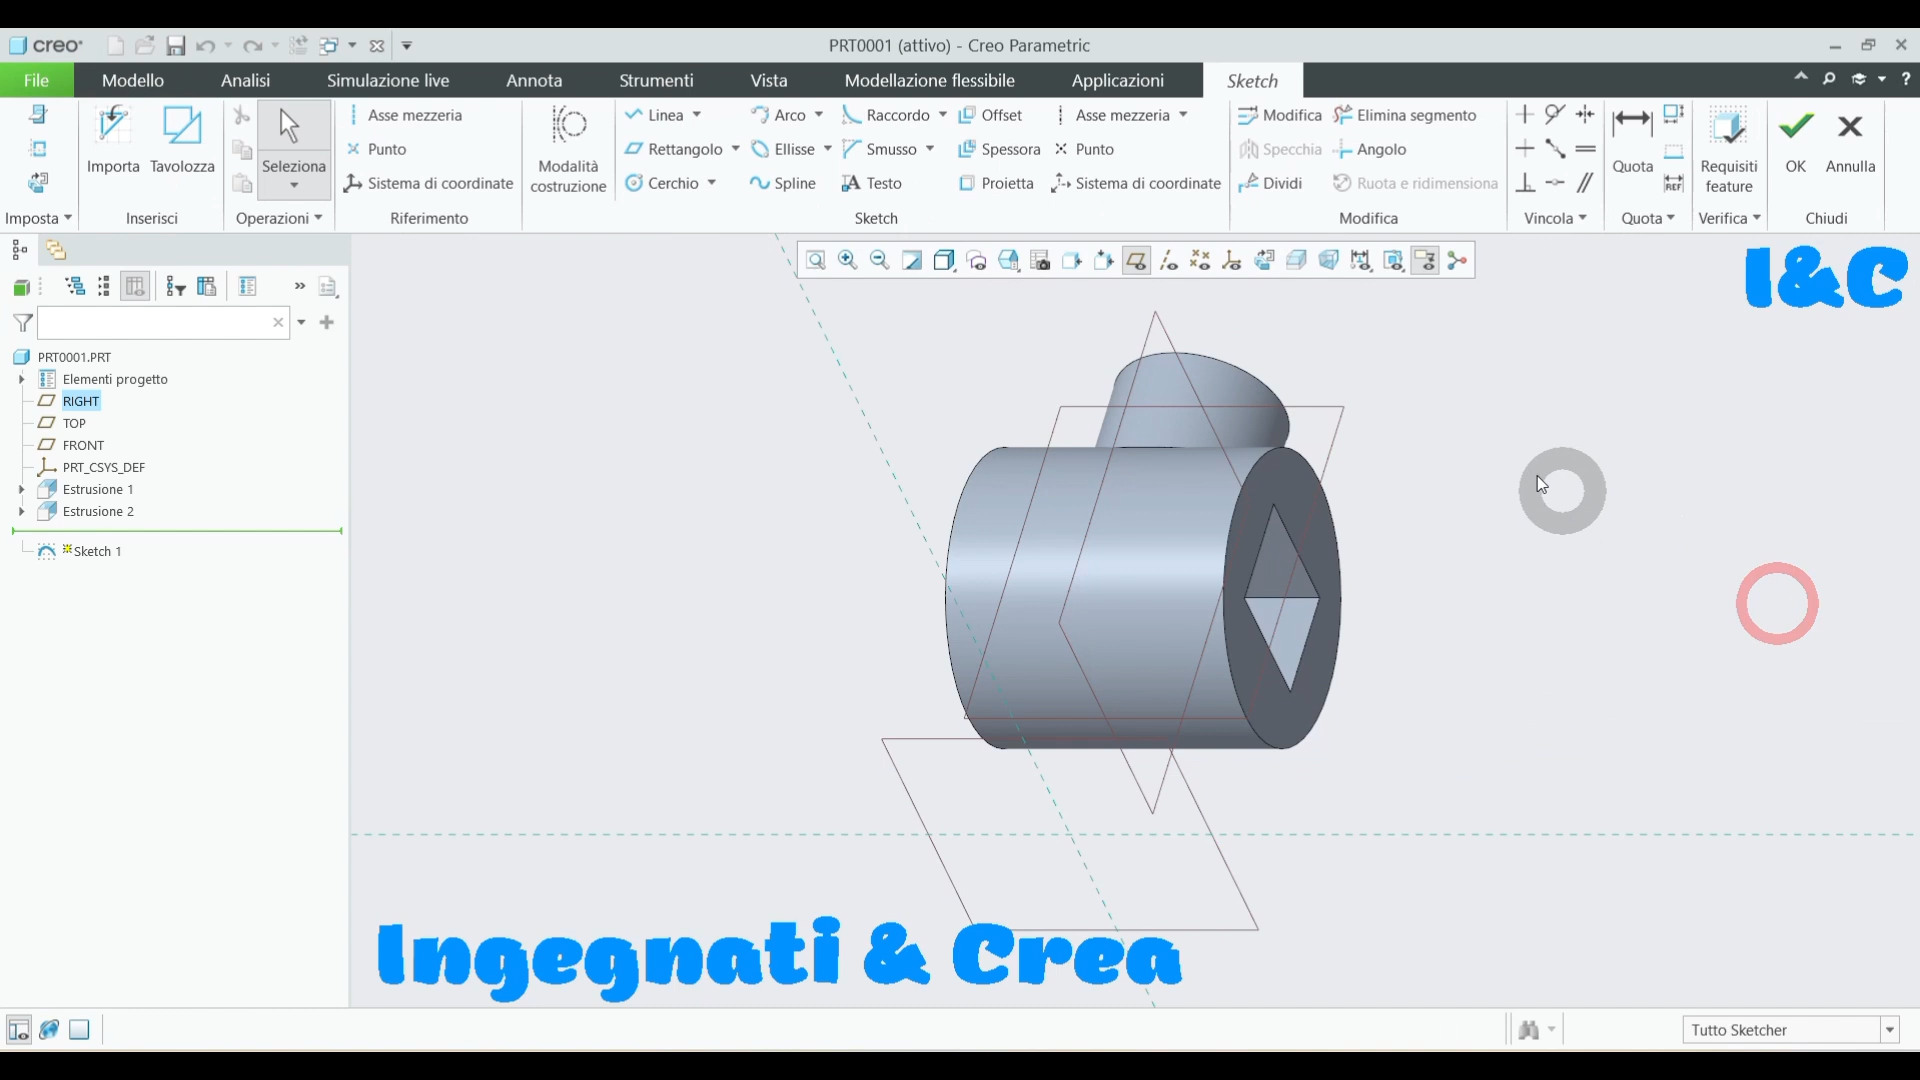 creo
PRT0001 (attivo) - Creo Parametric
File Modello Analisi Simulazione live Annota Strumenti Vista Modellazione flessibile Applicazioni Sketch
Asse mezzeria Linea Arco Raccordo Offset Asse mezzeria Modifica Elimina segmento
Punto Rettangolo Ellisse Smusso Spessora Punto Specchia Angolo
Importa Tavolozza Seleziona Modalità costruzione Quota Requisiti feature OK Annulla
Sistema di coordinate Cerchio Spline Testo Proietta Sistema di coordinate Dividi Ruota e ridimensiona
REF
Imposta Inserisci Operazioni Riferimento Sketch Modifica Vincola Quota Verifica Chiudi
I&C
PRT0001.PRT
Elementi progetto
RIGHT
TOP
FRONT
PRT_CSYS_DEF
Estrusione 1
Estrusione 2
Sketch 1
Ingegnati & Crea
Tutto Sketcher